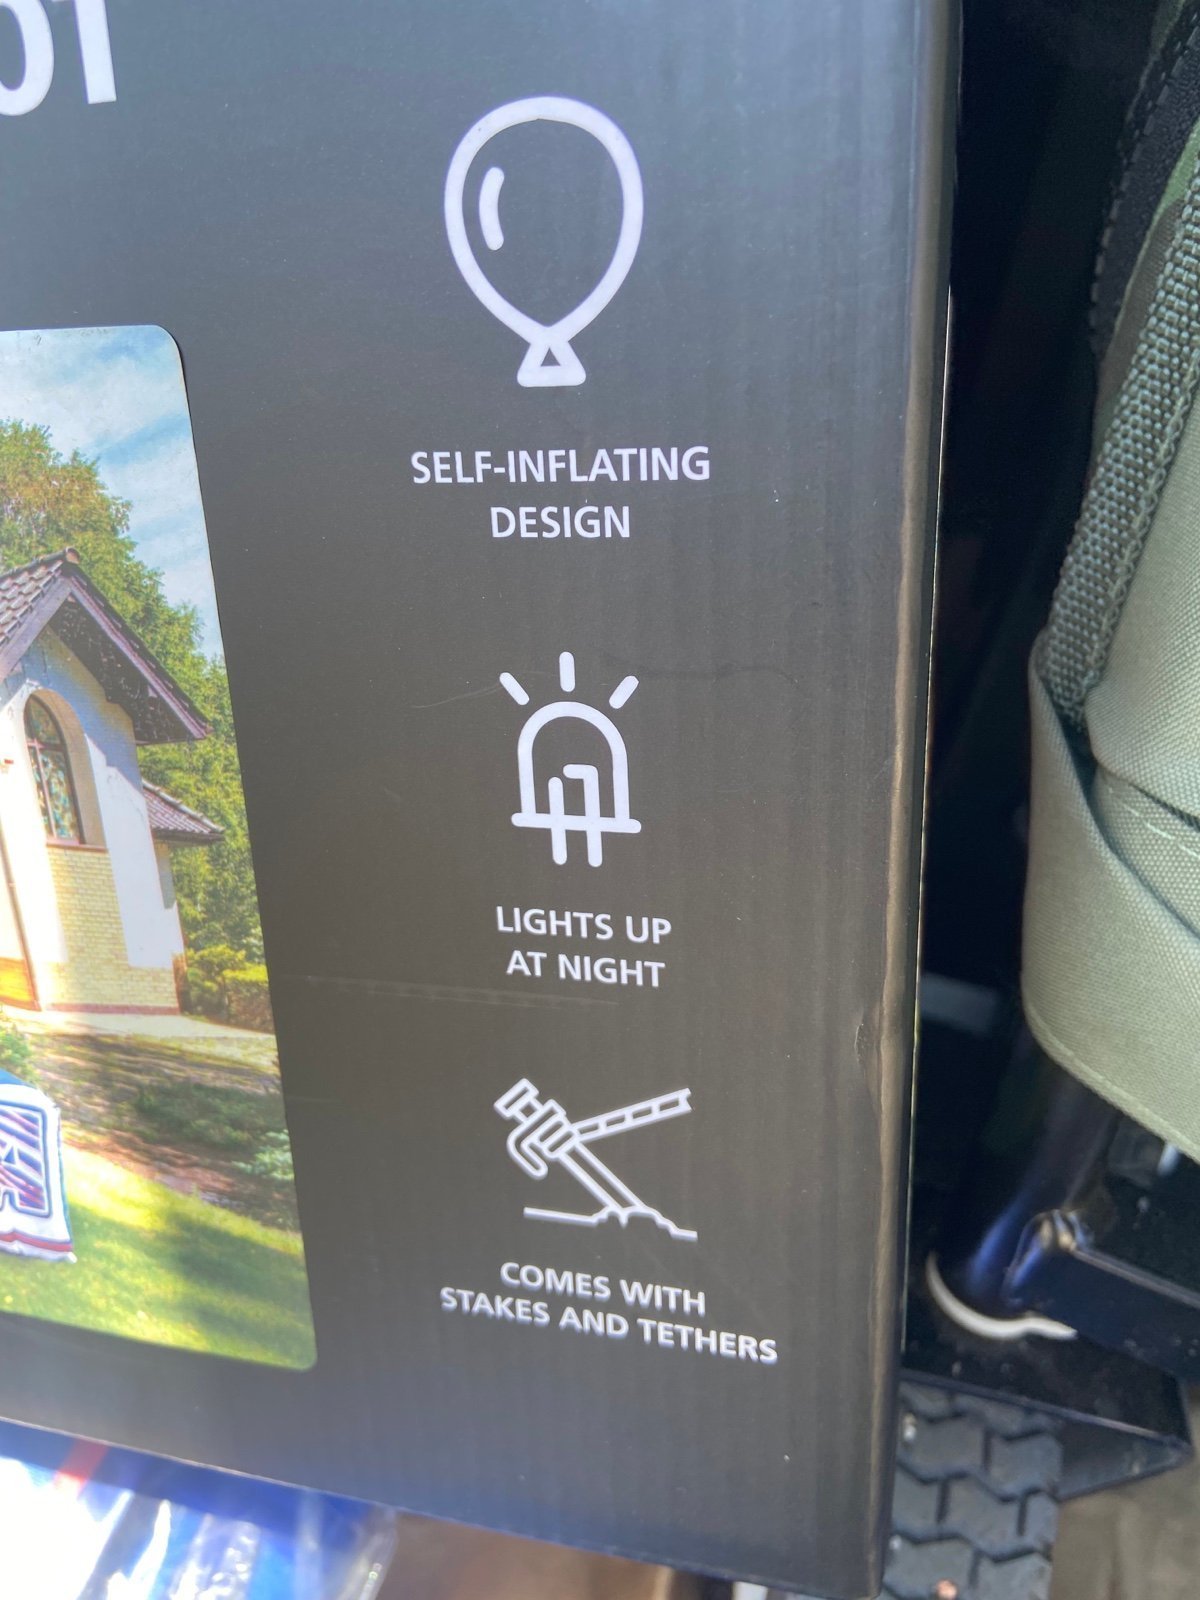 SELF-INFLATING
DESIGN
LIGHTS UP
AT NIGHT
COMES WITH
STAKES AND TETHERS